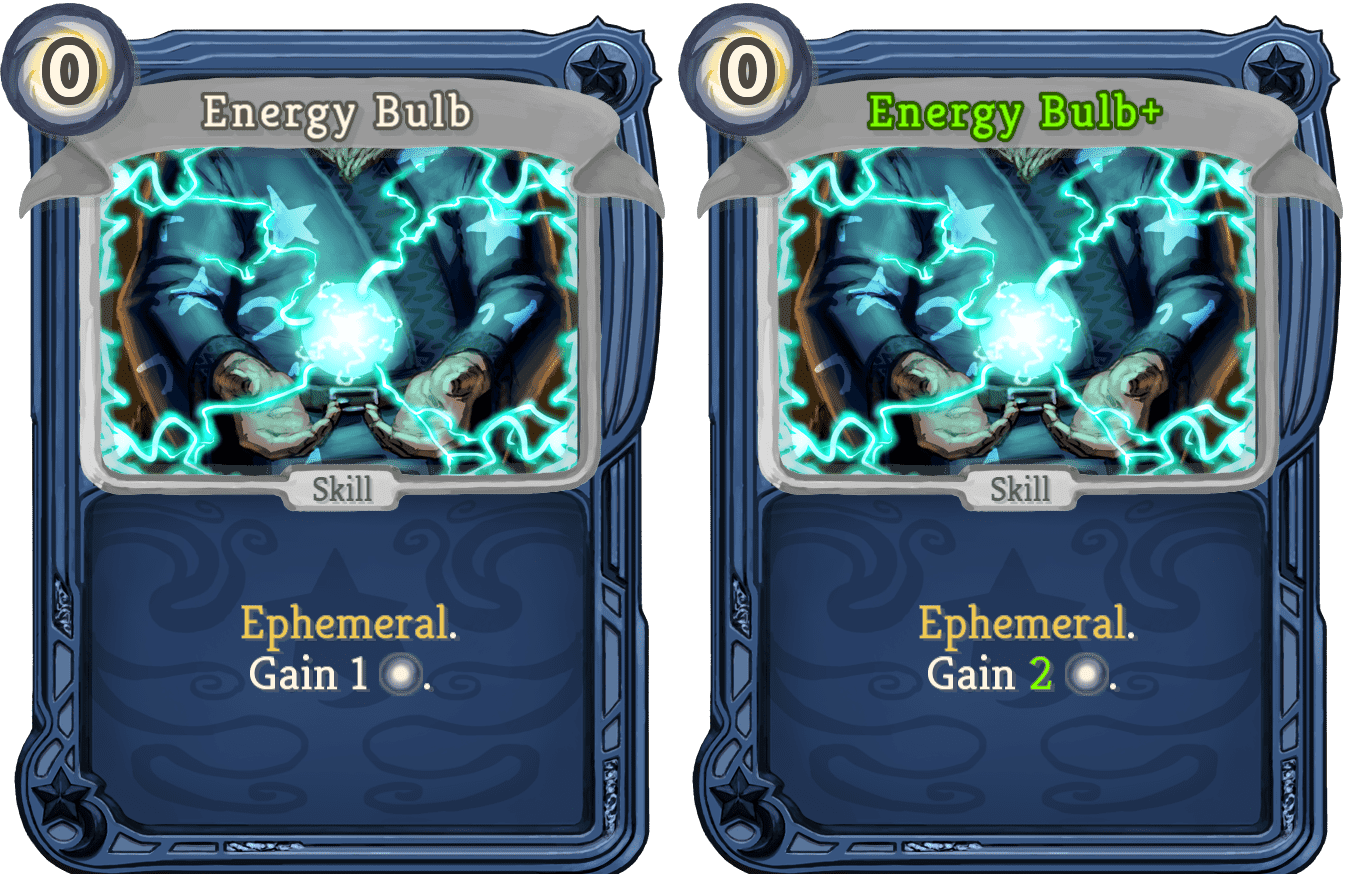 0
Energy Bulb
Skill
Ephemeral.
Gain 1 .
0
Energy Bulb+
Skill
Ephemeral.
Gain 2 .